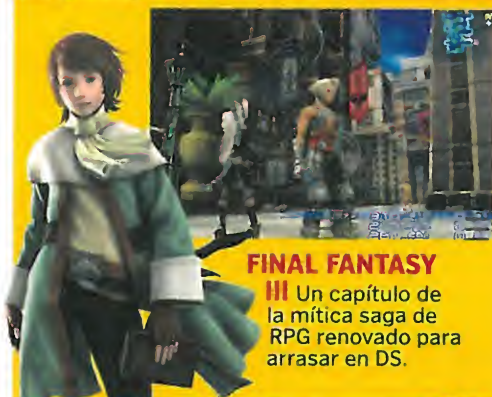 FINAL FANTASY
III Un capítulo de
la mítica saga de
RPG renovado para
arrasar en DS.